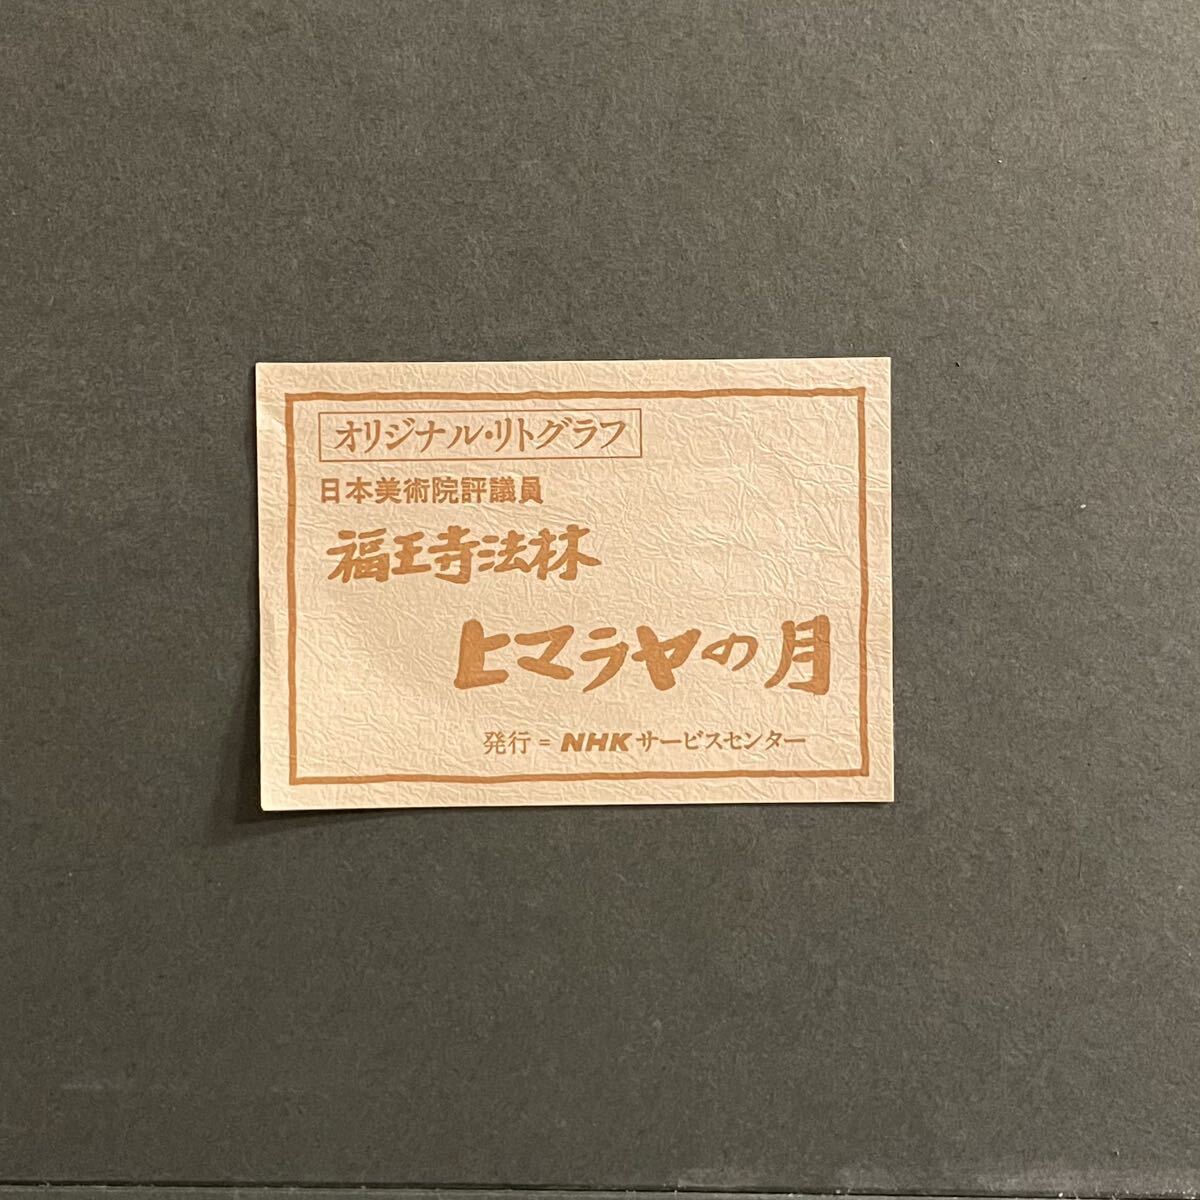 オリジナル・リトグラフ
日本美術院評議員
福王寺法林
ヒマラヤの月
発行＝NHKサービスセンター